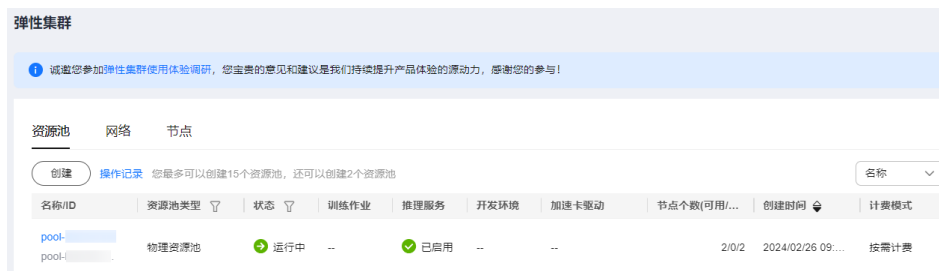 弹性集群
诚邀您参加弹性集群使用体验调研，您宝贵的意见和建议是我们持续提升产品体验的源动力，感谢您的参与！
资源池 网络 节点
创建 操作记录 您最多可以创建15个资源池，还可以创建2个资源池 名称
名称/ID 资源池类型 状态 训练作业 推理服务 开发环境 加速卡驱动 节点个数(可用/... 创建时间 计费模式
pool-
物理资源池 运行中 -- 已启用 -- -- 2/0/2 2024/02/26 09:... 按需计费
pool-